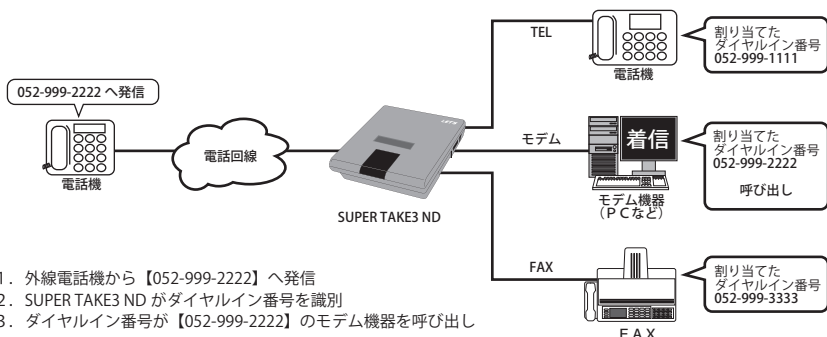 TEL
割り当てた
ダイヤルイン番号
052-999-1111
電話機
052-999-2222 へ発信
電話機
電話回線
LETS
SUPER TAKE3 ND
モデム
着信
モデム機器
（ＰＣなど）
割り当てた
ダイヤルイン番号
052-999-2222
呼び出し
FAX
割り当てた
ダイヤルイン番号
052-999-3333
ＦＡＸ
1．外線電話機から【052-999-2222】へ発信
2．SUPER TAKE3 ND がダイヤルイン番号を識別
3．ダイヤルイン番号が【052-999-2222】のモデム機器を呼び出し